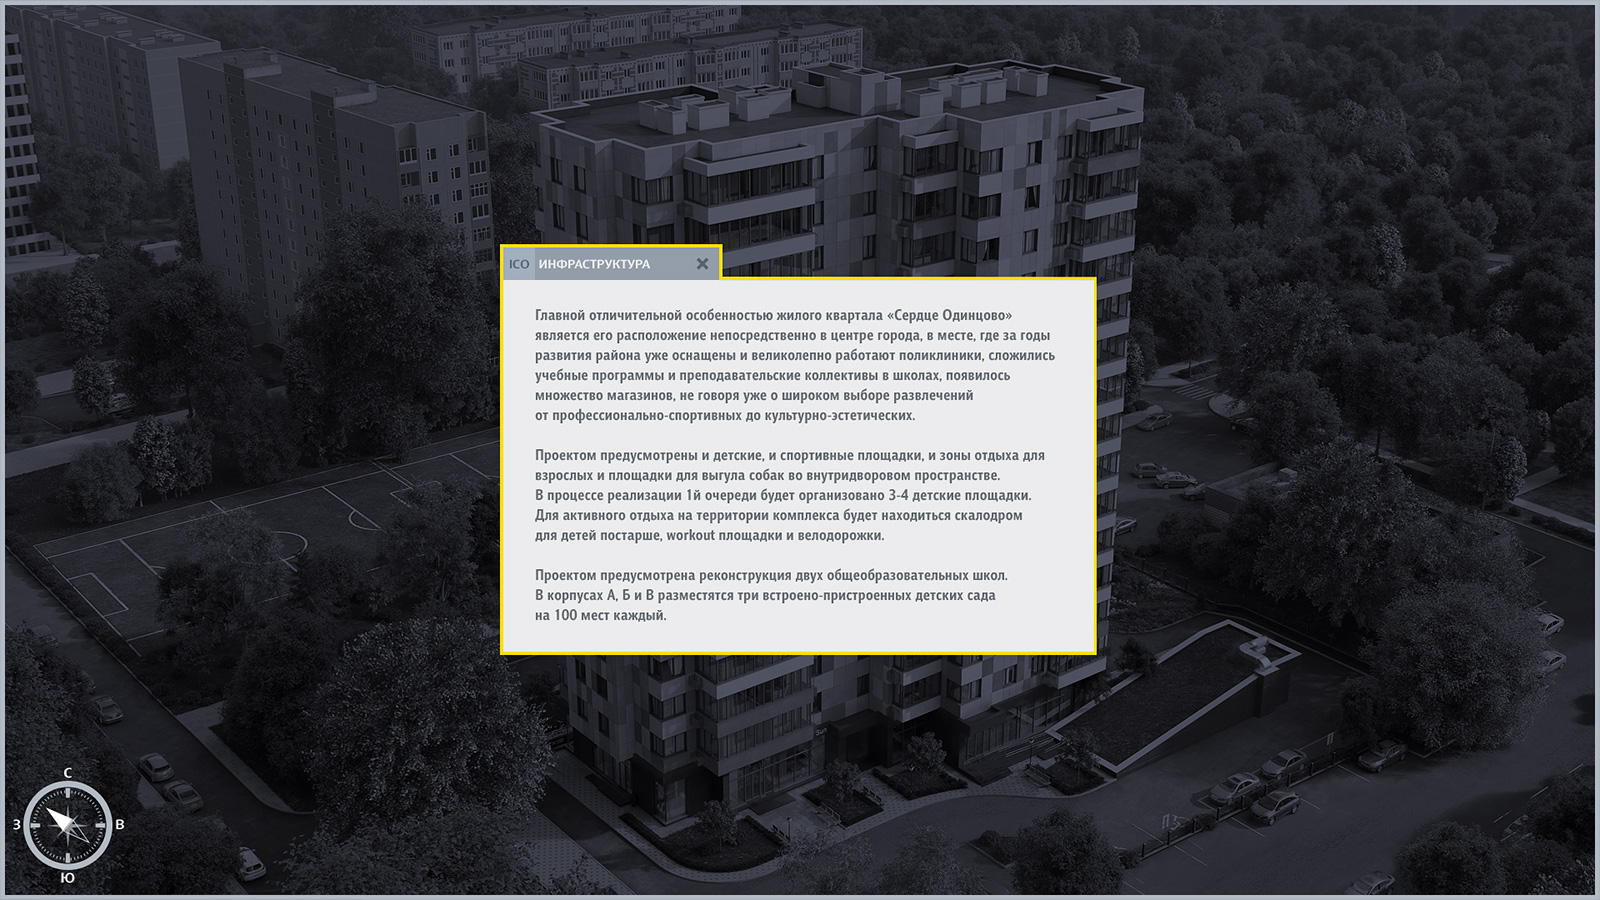 ICO ИНФРАСТРУКТУРА
Главной отличительной особенностью жилого квартала «Сердце Одинцово»
является его расположение непосредственно в центре города, в месте, где за годы
развития района уже оснащены и великолепно работают поликлиники, сложились
учебные программы и преподавательские коллективы в школах, появилось
множество магазинов, не говоря уже о широком выборе развлечений
от профессионально-спортивных до культурно-эстетических.
Проектом предусмотрены и детские, и спортивные площадки, и зоны отдыха для
взрослых и площадки для выгула собак во внутридворовом пространстве.
В процессе реализации 1й очереди будет организовано 3-4 детские площадки.
Для активного отдыха на территории комплекса будет находиться скалодром
для детей постарше, workout площадки и велодорожки.
Проектом предусмотрена реконструкция двух общеобразовательных школ.
В корпусах А, Б и В разместятся три встроено-пристроенных детских сада
на 100 мест каждый.
С
З
В
Ю